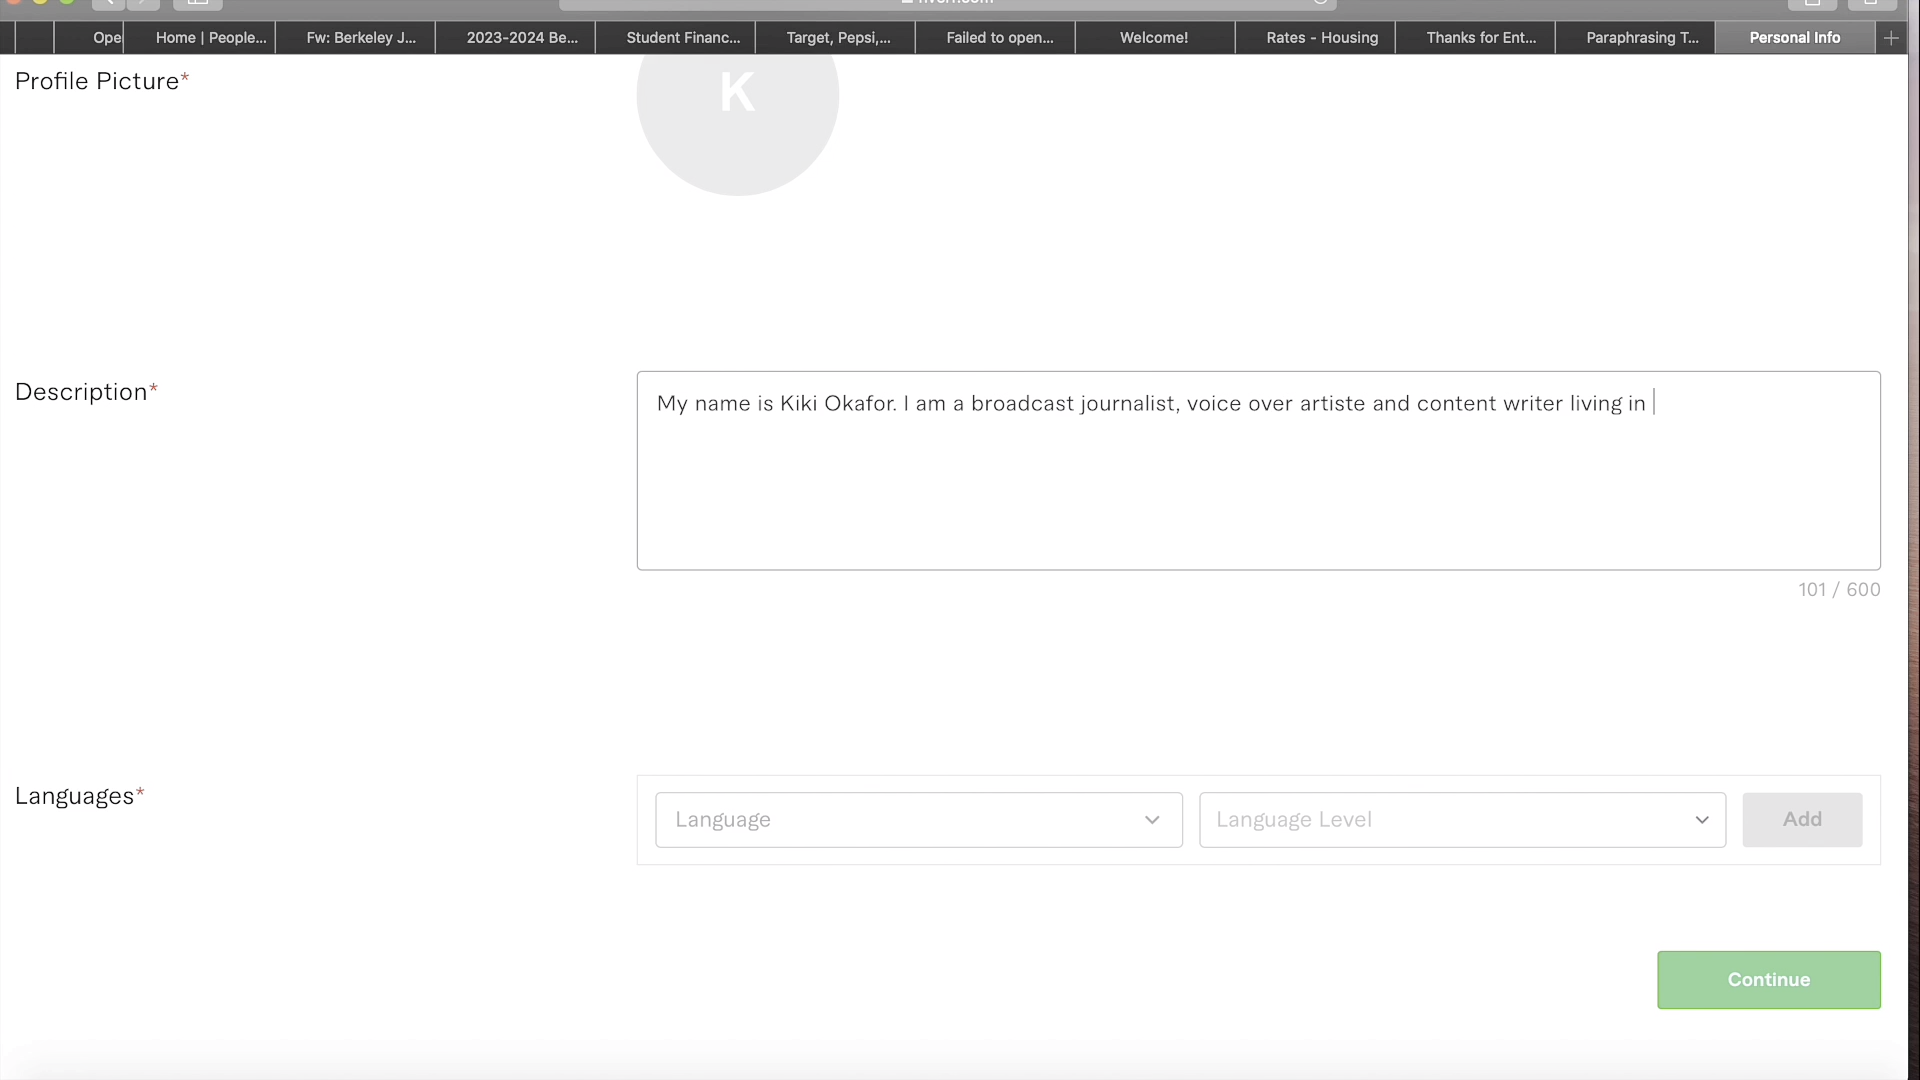 Ope
Home | People...
Fw: Berkeley J...
2023-2024 Be...
Student Financ...
Target, Pepsi,...
Failed to open...
Welcome!
Rates - Housing
Thanks for Ent...
Paraphrasing T...
Personal Info
Profile Picture*
K
Description*
My name is Kiki Okafor. I am a broadcast journalist, voice over artiste and content writer living in
101 / 600
Languages*
Language
Language Level
Add
Continue